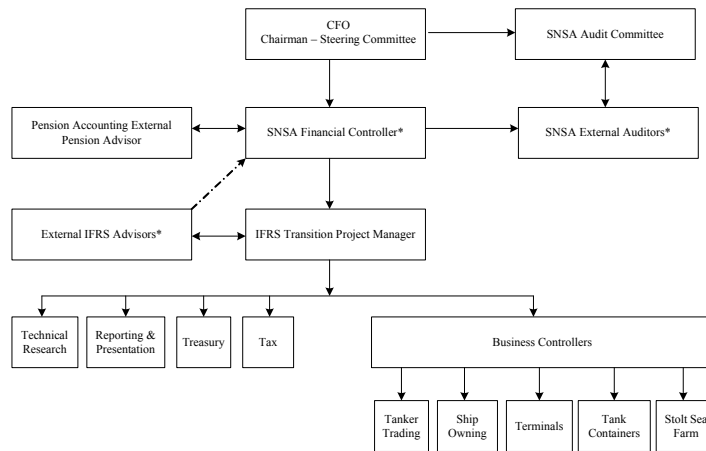 CFO
Chairman – Steering Committee
SNSA Audit Committee
Pension Accounting External
Pension Advisor
SNSA Financial Controller*
SNSA External Auditors*
External IFRS Advisors*
IFRS Transition Project Manager
Technical
Research
Reporting &
Presentation
Treasury
Tax
Business Controllers
Tanker
Trading
Ship
Owning
Terminals
Tank
Containers
Stolt Sea
Farm